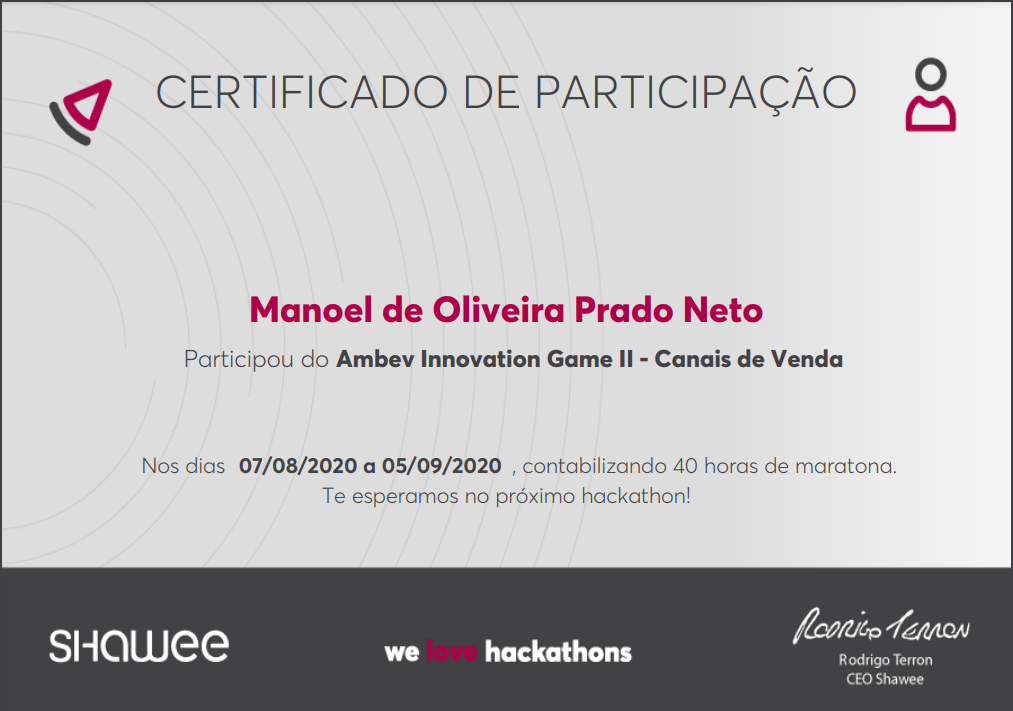 CERTIFICADO DE PARTICIPAÇÃO
Manoel de Oliveira Prado Neto
Participou do Ambev Innovation Game II - Canais de Venda
Nos dias 07/08/2020 a 05/09/2020 , contabilizando 40 horas de maratona.
Te esperamos no próximo hackathon!
SHAWEE
we love hackathons
Rodrigo Terron
Rodrigo Terron
CEO Shawee